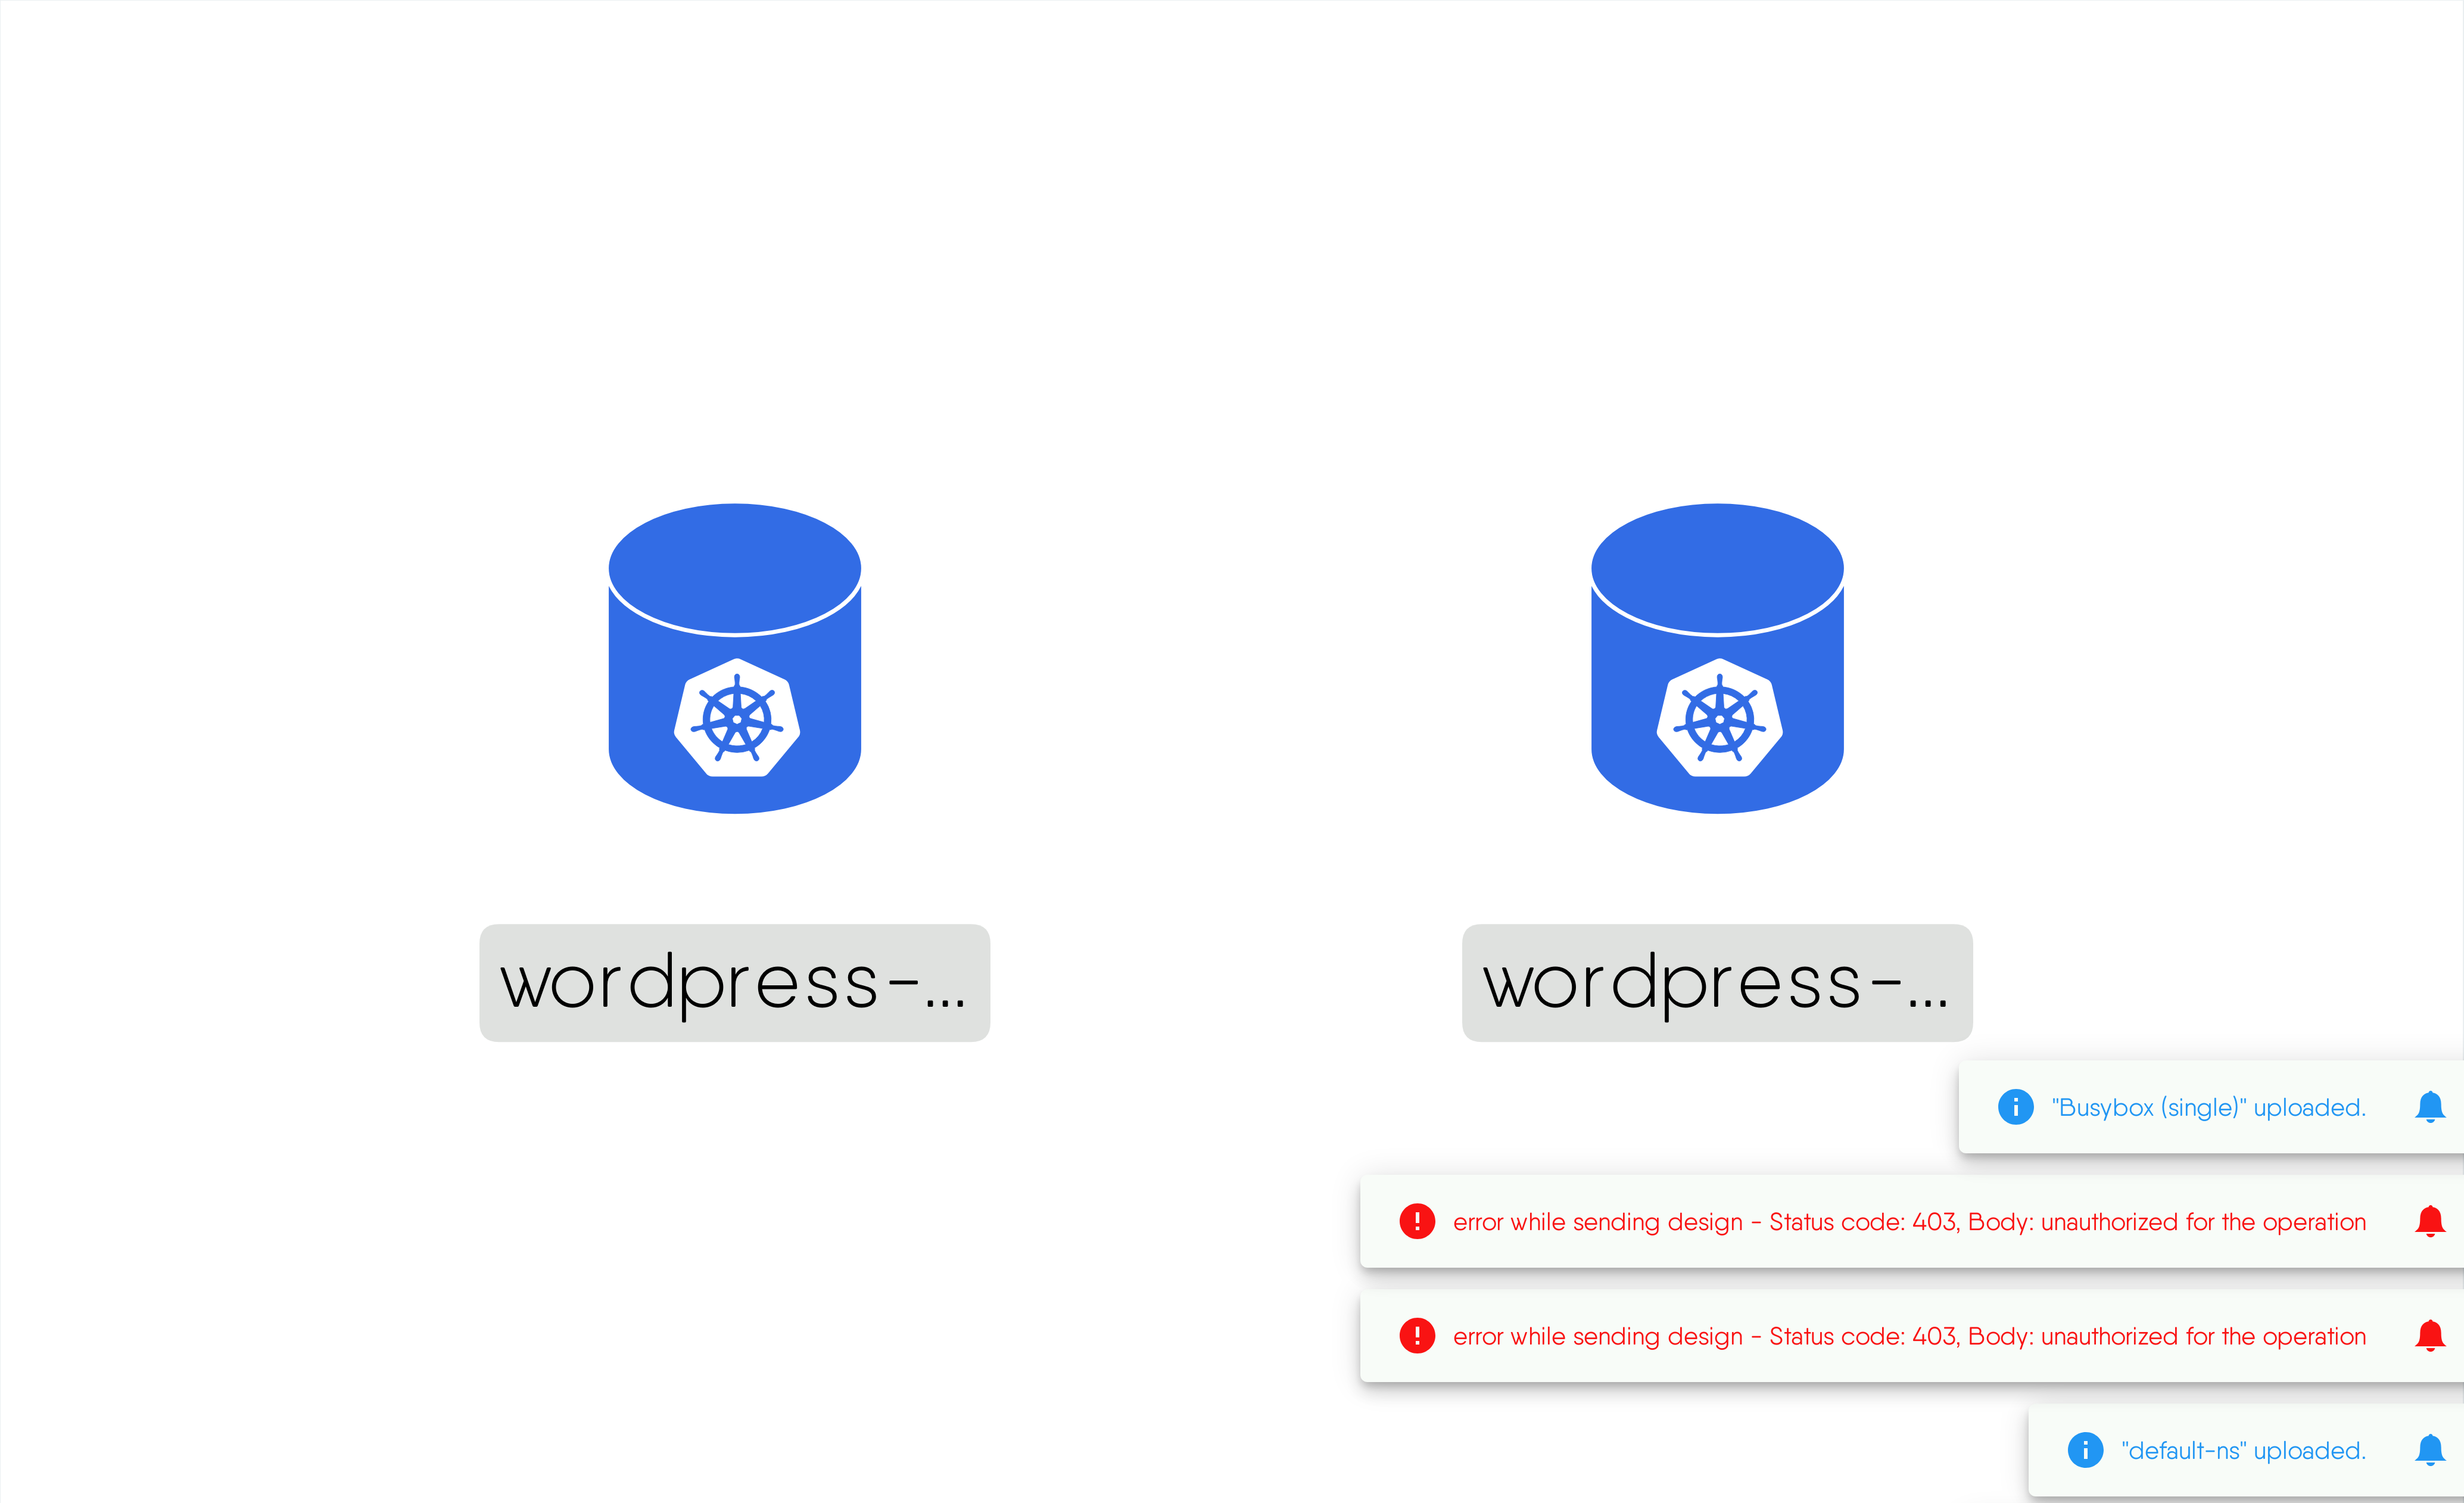 wordpress-...
wordpress-...
"Busybox (single)" uploaded.
error while sending design - Status code: 403, Body: unauthorized for the operation
error while sending design - Status code: 403, Body: unauthorized for the operation
"default-ns" uploaded.